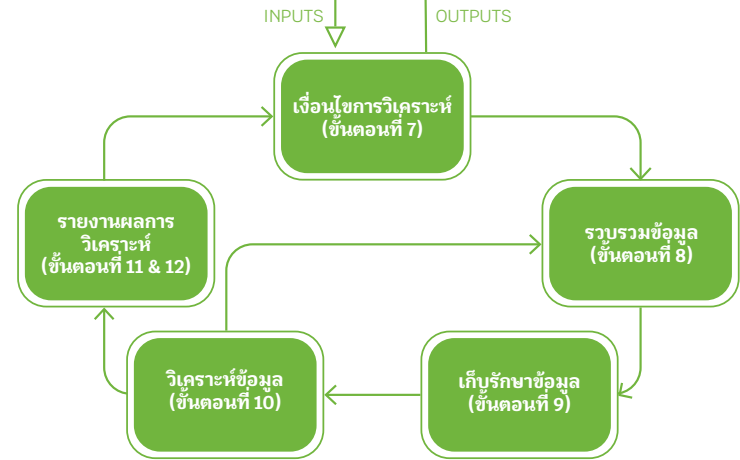 INPUTS
OUTPUTS
เงื่อนไขการวิเคราะห์
(ขั้นตอนที่ 7)
รายงานผลการ
วิเคราะห์
(ขั้นตอนที่ 11 & 12)
รวบรวมข้อมูล
(ขั้นตอนที่ 8)
วิเคราะห์ข้อมูล
(ขั้นตอนที่ 10)
เก็บรักษาข้อมูล
(ขั้นตอนที่ 9)